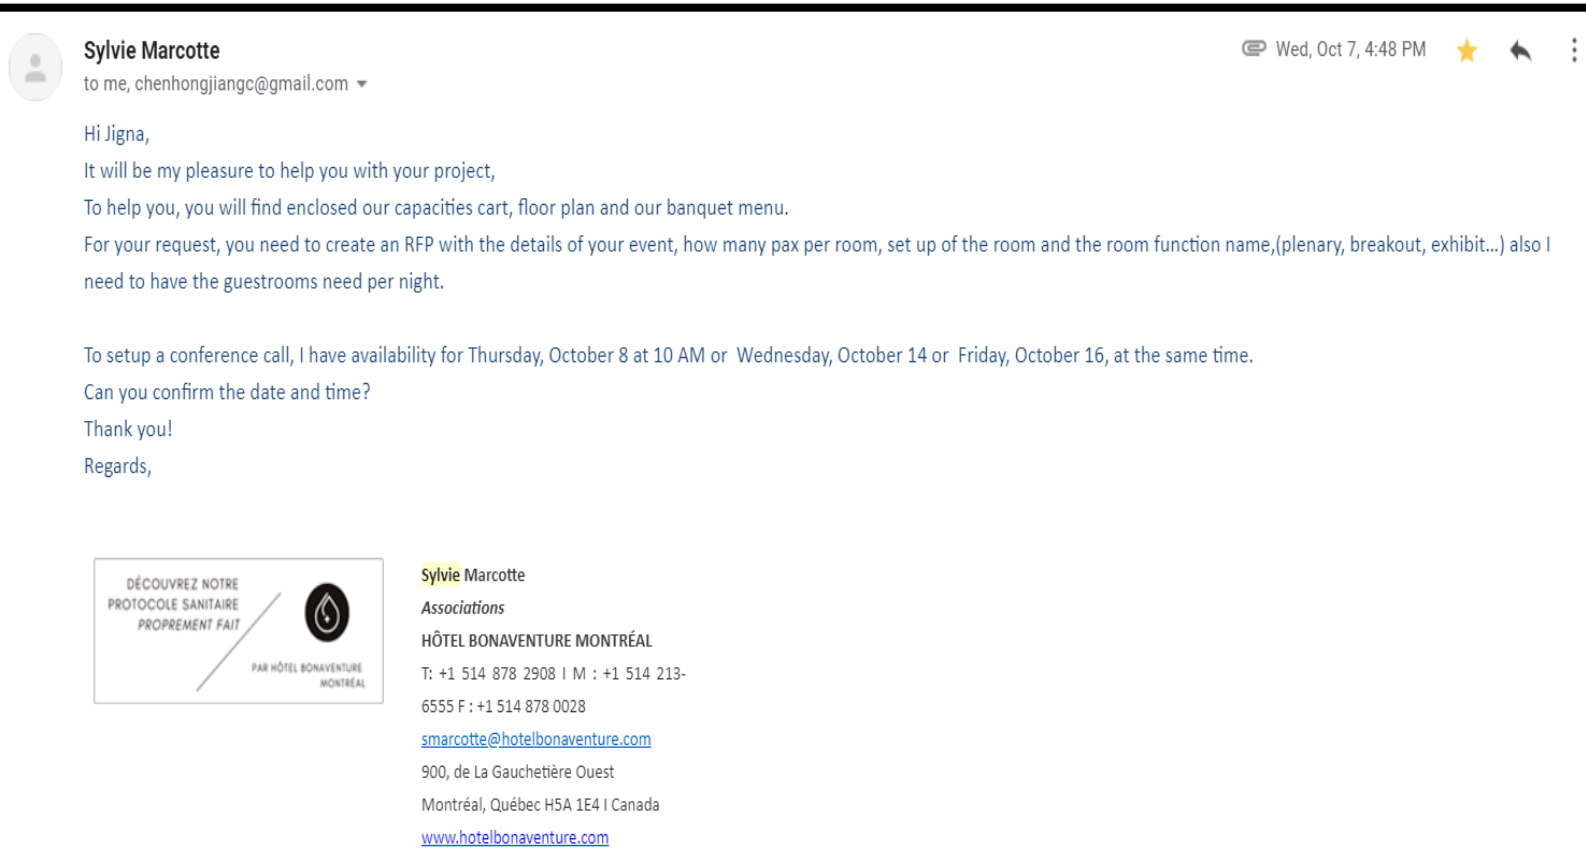 Sylvie Marcotte
Wed, Oct 7, 4:48 PM
to me, chenhongjiangc@gmail.com
Hi Jigna,
It will be my pleasure to help you with your project,
To help you, you will find enclosed our capacities cart, floor plan and our banquet menu.
For your request, you need to create an RFP with the details of your event, how many pax per room, set up of the room and the room function name,(plenary, breakout, exhibit...) also I
need to have the guestrooms need per night.
To setup a conference call, I have availability for Thursday, October 8 at 10 AM or  Wednesday, October 14 or  Friday, October 16, at the same time.
Can you confirm the date and time?
Thank you!
Regards,
DÉCOUVREZ NOTRE
PROTOCOLE SANITAIRE
PROPREMENT FAIT
PAR HÔTEL BONAVENTURE
MONTRÉAL
Sylvie Marcotte
Associations
HÔTEL BONAVENTURE MONTRÉAL
T: +1 514 878 2908 I M : +1 514 213-
6555 F : +1 514 878 0028
smarcotte@hotelbonaventure.com
900, de La Gauchetière Ouest
Montréal, Québec H5A 1E4 I Canada
www.hotelbonaventure.com